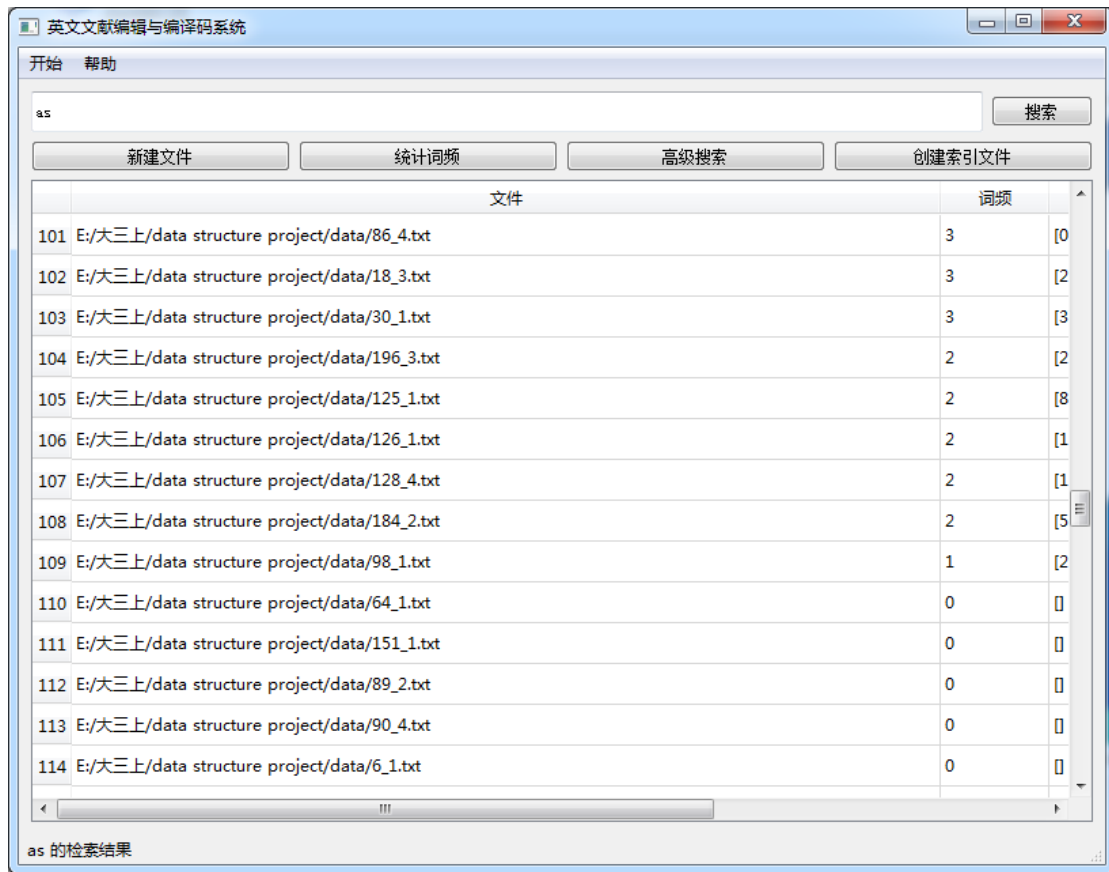 英文文献编辑与编译码系统
开始 帮助
as 搜索
新建文件 统计词频 高级搜索 创建索引文件
文件 词频
101 E:/大三上/data structure project/data/86_4.txt 3 [0
102 E:/大三上/data structure project/data/18_3.txt 3 [2
103 E:/大三上/data structure project/data/30_1.txt 3 [3
104 E:/大三上/data structure project/data/196_3.txt 2 [2
105 E:/大三上/data structure project/data/125_1.txt 2 [8
106 E:/大三上/data structure project/data/126_1.txt 2 [1
107 E:/大三上/data structure project/data/128_4.txt 2 [1
108 E:/大三上/data structure project/data/184_2.txt 2 [5
109 E:/大三上/data structure project/data/98_1.txt 1 [2
110 E:/大三上/data structure project/data/64_1.txt 0 []
111 E:/大三上/data structure project/data/151_1.txt 0 []
112 E:/大三上/data structure project/data/89_2.txt 0 []
113 E:/大三上/data structure project/data/90_4.txt 0 []
114 E:/大三上/data structure project/data/6_1.txt 0 []
as 的检索结果